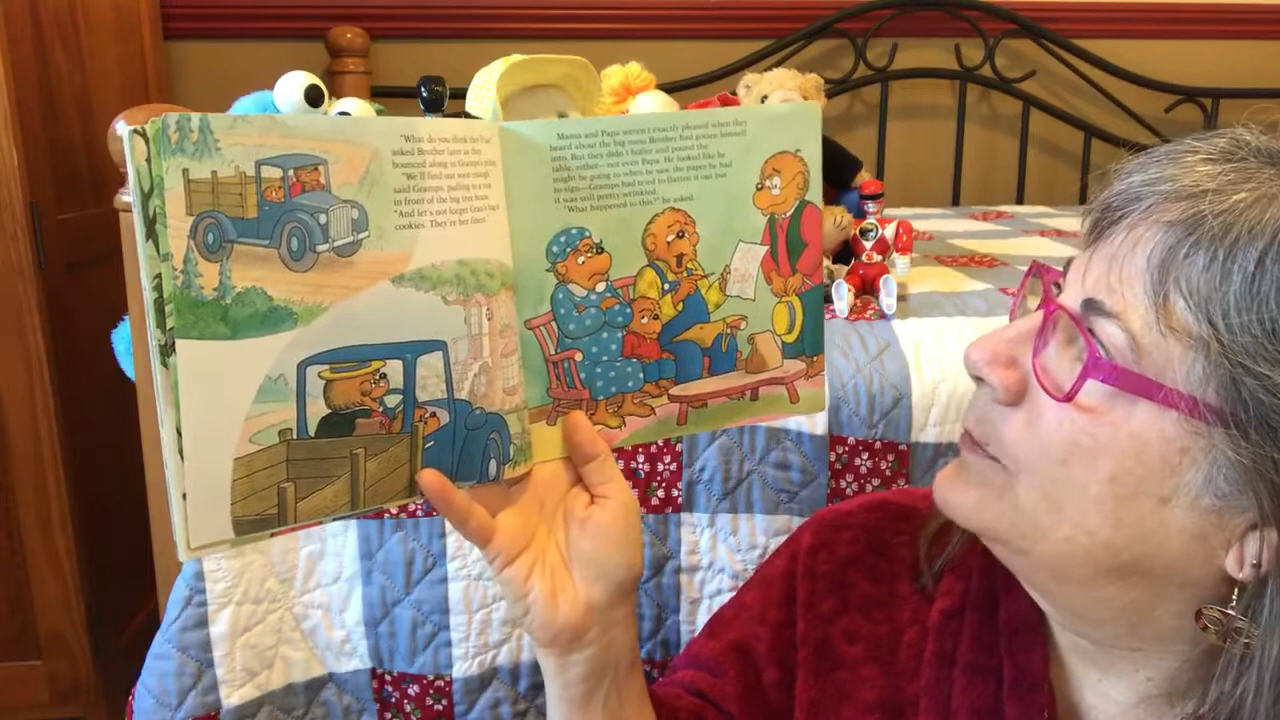 "What do you think they'll say?"
asked Brother later as they
bounced along in Gramps's
"We'll find out soon enough,"
said Gramps, pulling to a stop
in front of the big tree house.
"And let's not forget Gran's bag of
cookies. They're her finest."
Mama and Papa weren't exactly pleased when they
heard about the big mess Brother had gotten himself
into. But they didn't holler and pound the
table, either—not even Papa. He looked like he
might be going to when he saw the paper he had
to sign—Gramps had tried to flatten it out but
it was still pretty wrinkled.
"What happened to this?" he asked.